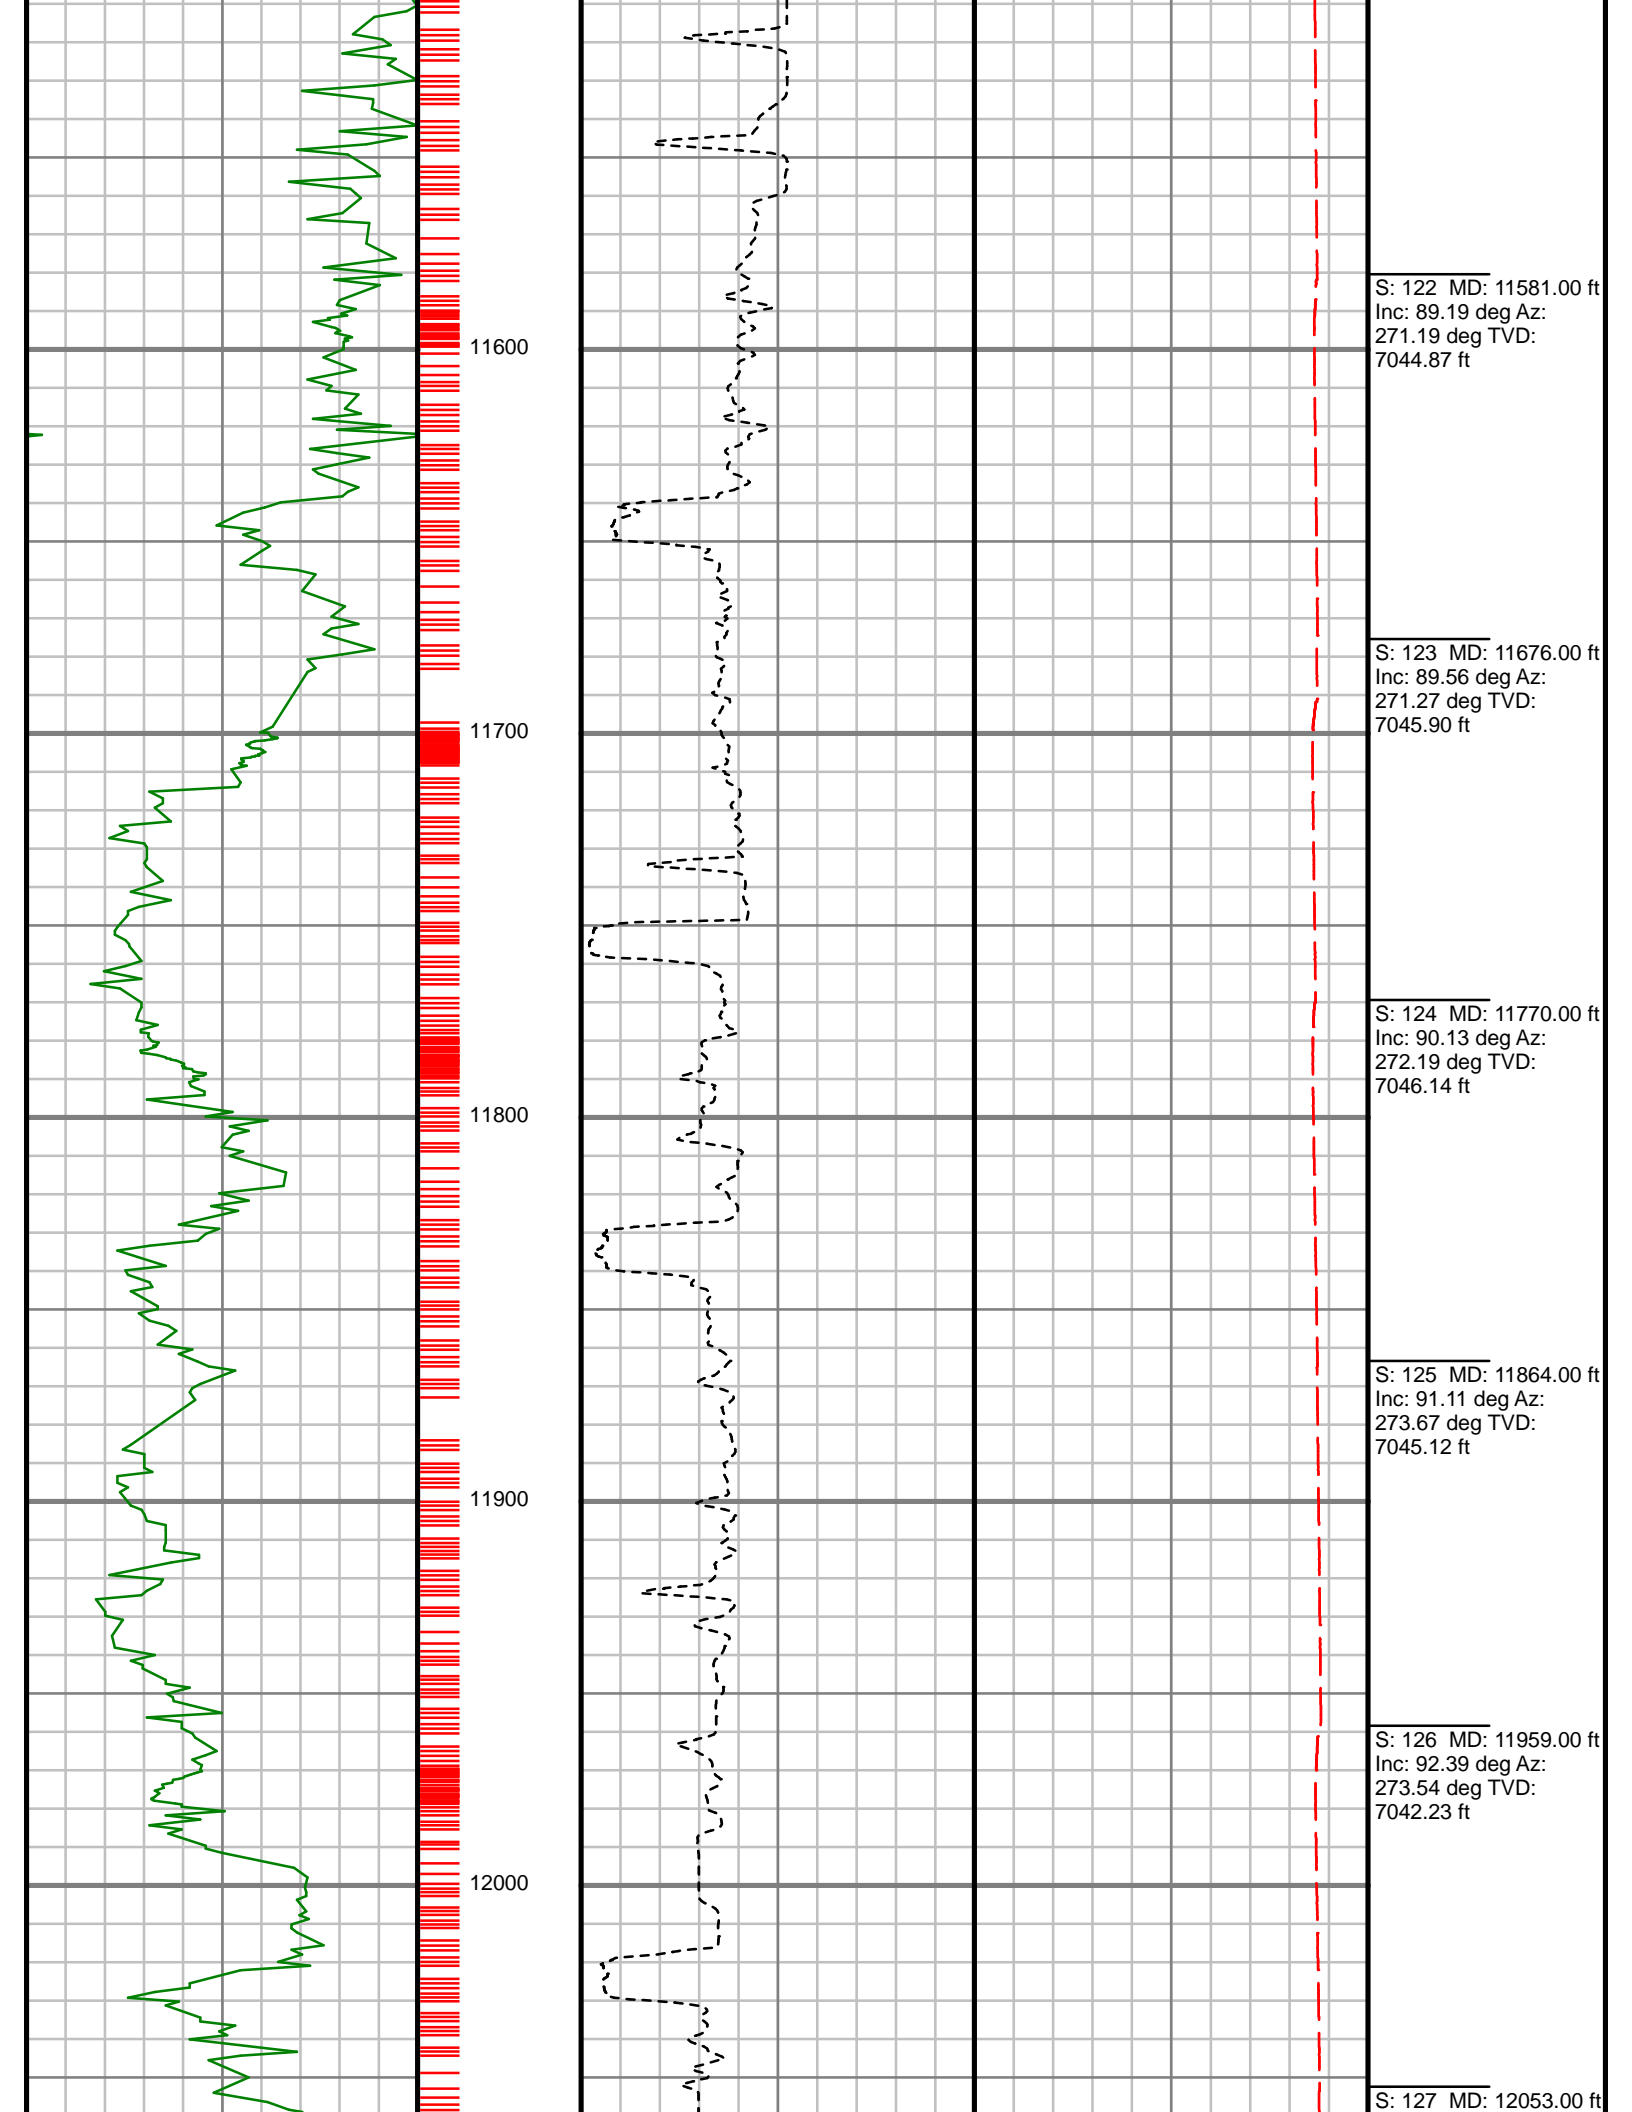 S: 122 MD: 11581.00 ft
Inc: 89.19 deg Az:
271.19 deg TVD:
7044.87 ft
11600
S: 123 MD: 11676.00 ft
Inc: 89.56 deg Az:
271.27 deg TVD:
7045.90 ft
11700
S: 124 MD: 11770.00 ft
Inc: 90.13 deg Az:
272.19 deg TVD:
7046.14 ft
11800
S: 125 MD: 11864.00 ft
Inc: 91.11 deg Az:
273.67 deg TVD:
7045.12 ft
11900
S: 126 MD: 11959.00 ft
Inc: 92.39 deg Az:
273.54 deg TVD:
7042.23 ft
12000
S: 127 MD: 12053.00 ft